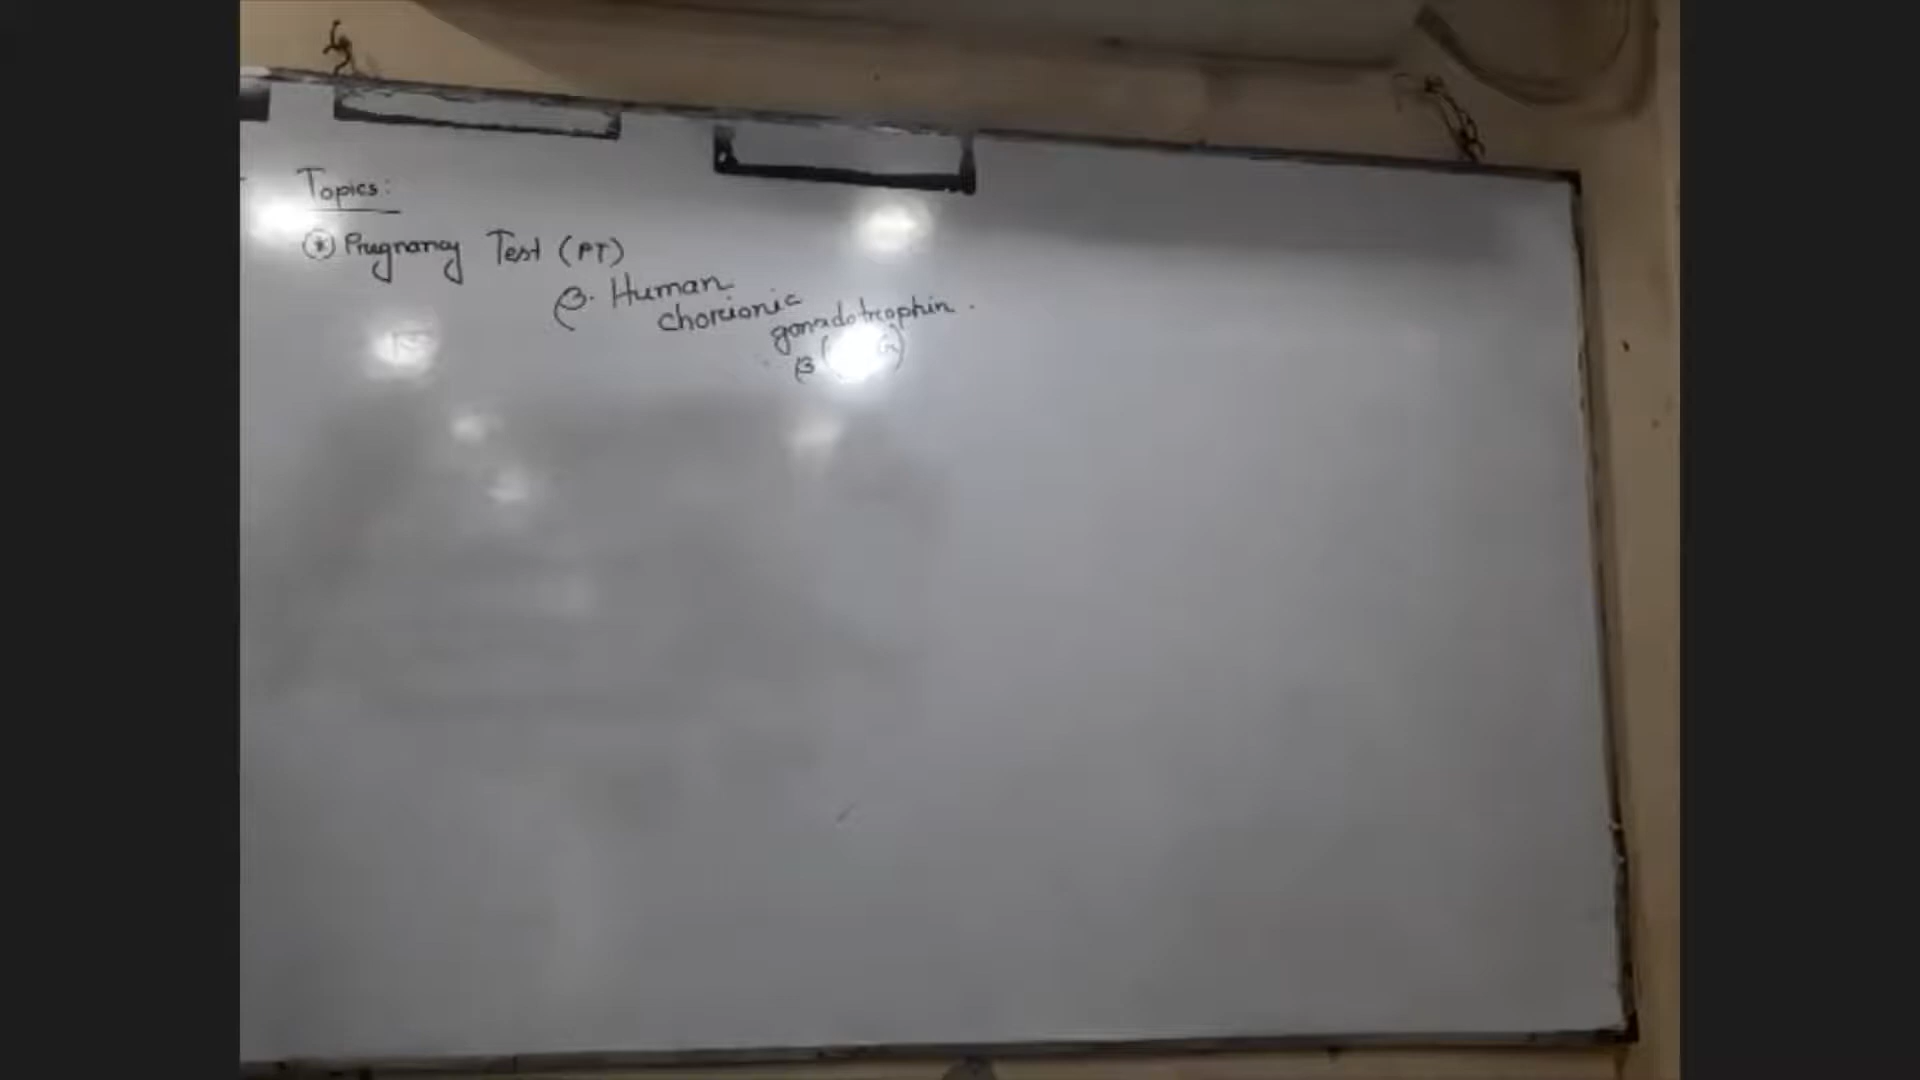 Topics:
* Pregnancy Test (PT)
β. Human
chorionic
gonadotrophin.
β